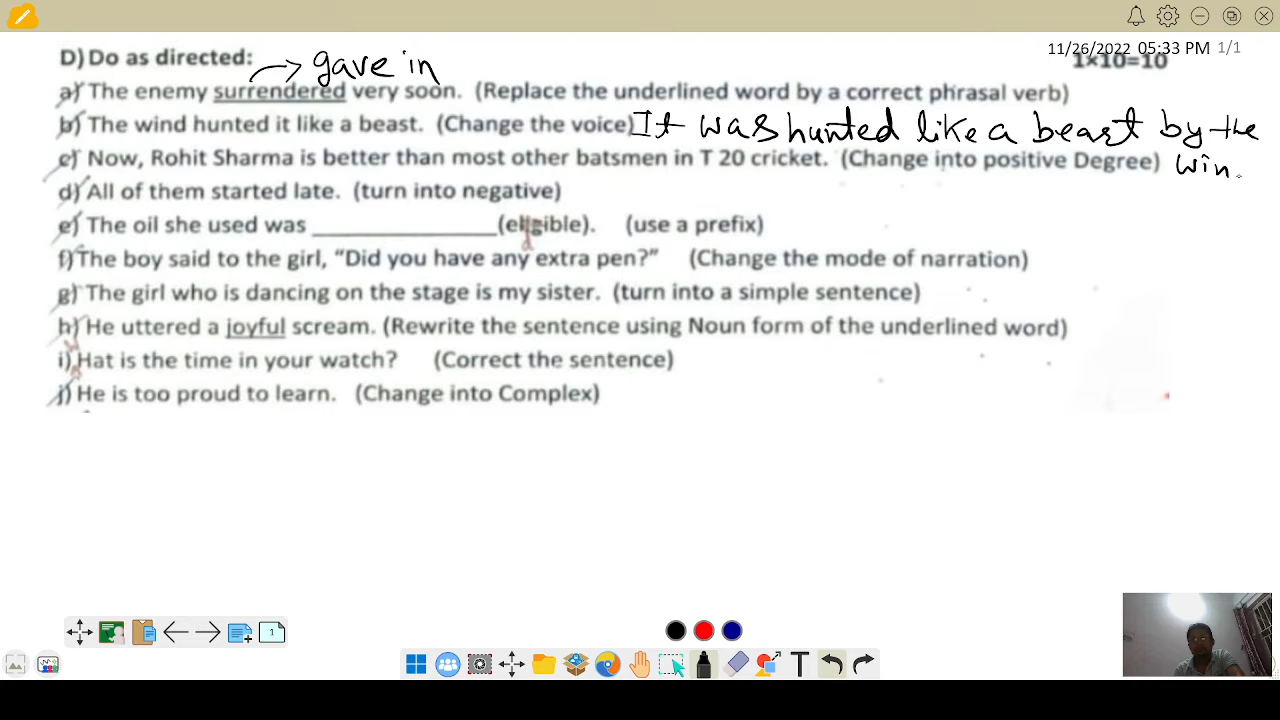 11/26/2022 05:33 PM 1/1
D) Do as directed: 1×10=10
gave in
a) The enemy surrendered very soon. (Replace the underlined word by a correct phrasal verb)
b) The wind hunted it like a beast. (Change the voice) It was hunted like a beast by the
win
c) Now, Rohit Sharma is better than most other batsmen in T 20 cricket. (Change into positive Degree)
d) All of them started late. (turn into negative)
e) The oil she used was ____________ (eligible). (use a prefix)
f) The boy said to the girl, “Did you have any extra pen?” (Change the mode of narration)
g) The girl who is dancing on the stage is my sister. (turn into a simple sentence)
h) He uttered a joyful scream. (Rewrite the sentence using Noun form of the underlined word)
i) Hat is the time in your watch? (Correct the sentence)
j) He is too proud to learn. (Change into Complex)
1
T